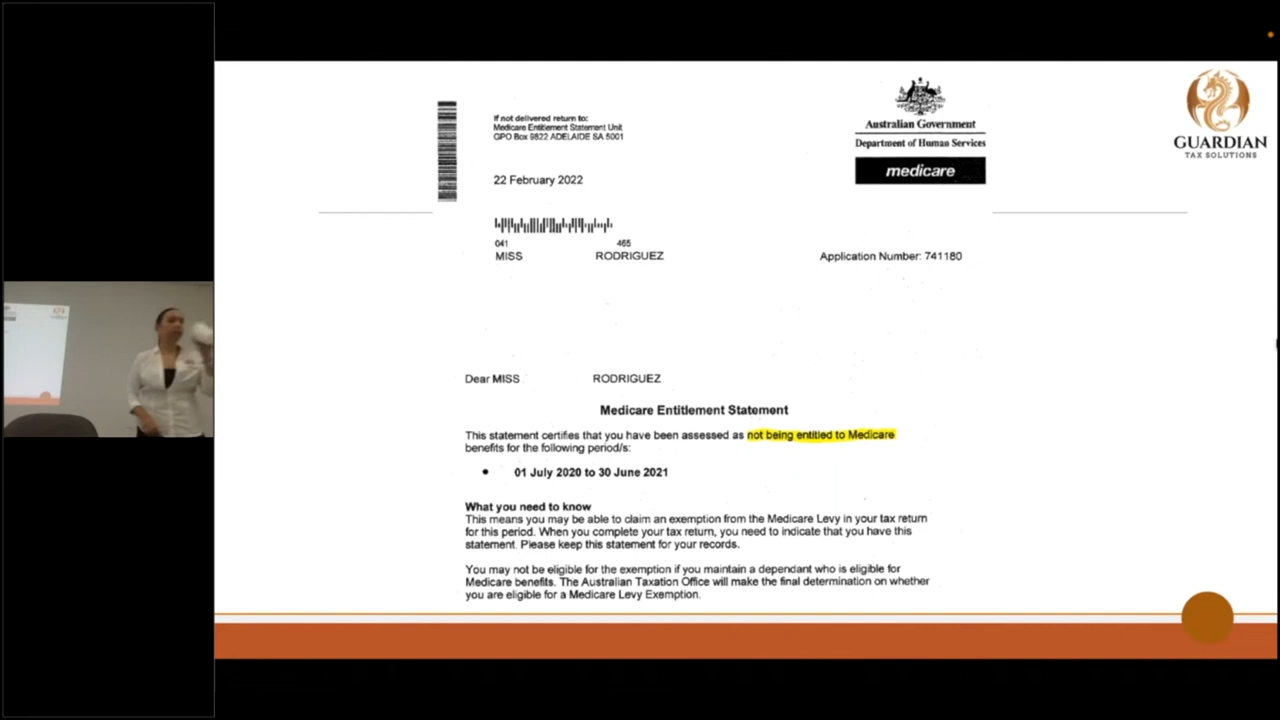 If not delivered return to:
Medicare Entitlement Statement Unit
GPO Box 9822 ADELAIDE SA 5001
Australian Government
Department of Human Services
medicare
GUARDIAN
TAX SOLUTIONS
22 February 2022
041 465
MISS RODRIGUEZ
Application Number: 741180
Dear MISS RODRIGUEZ
Medicare Entitlement Statement
This statement certifies that you have been assessed as not being entitled to Medicare
benefits for the following period/s:
• 01 July 2020 to 30 June 2021
What you need to know
This means you may be able to claim an exemption from the Medicare Levy in your tax return
for this period. When you complete your tax return, you need to indicate that you have this
statement. Please keep this statement for your records.
You may not be eligible for the exemption if you maintain a dependant who is eligible for
Medicare benefits. The Australian Taxation Office will make the final determination on whether
you are eligible for a Medicare Levy Exemption.